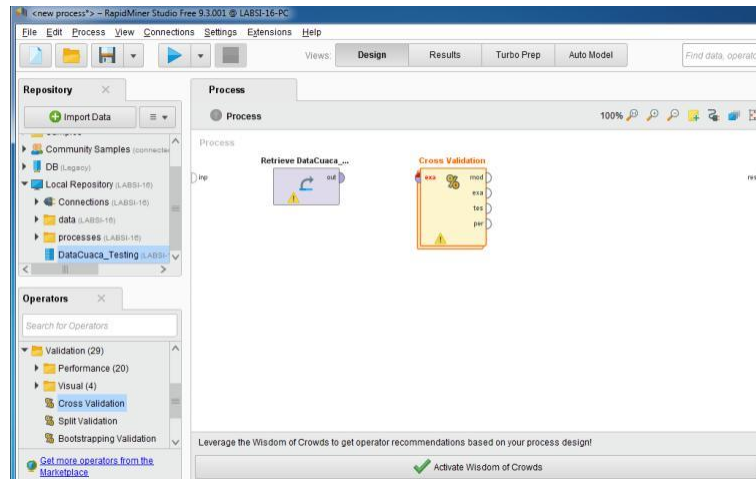 <new process*> – RapidMiner Studio Free 9.3.001 @ LABSI-16-PC
File Edit Process View Connections Settings Extensions Help
Views: Design Results Turbo Prep Auto Model Find data, operato
Repository
Import Data
Community Samples (connected
DB (Legacy)
Local Repository (LABSI-16)
Connections (LABSI-16)
data (LABSI-16)
processes (LABSI-16)
DataCuaca_Testing (LABSI-
Operators
Search for Operators
Validation (29)
Performance (20)
Visual (4)
Cross Validation
Split Validation
Bootstrapping Validation
Get more operators from the
Marketplace
Process
Process 100%
Process
Retrieve DataCuaca_... Cross Validation
inp out exa mod res
exa
tes
per
Leverage the Wisdom of Crowds to get operator recommendations based on your process design!
Activate Wisdom of Crowds